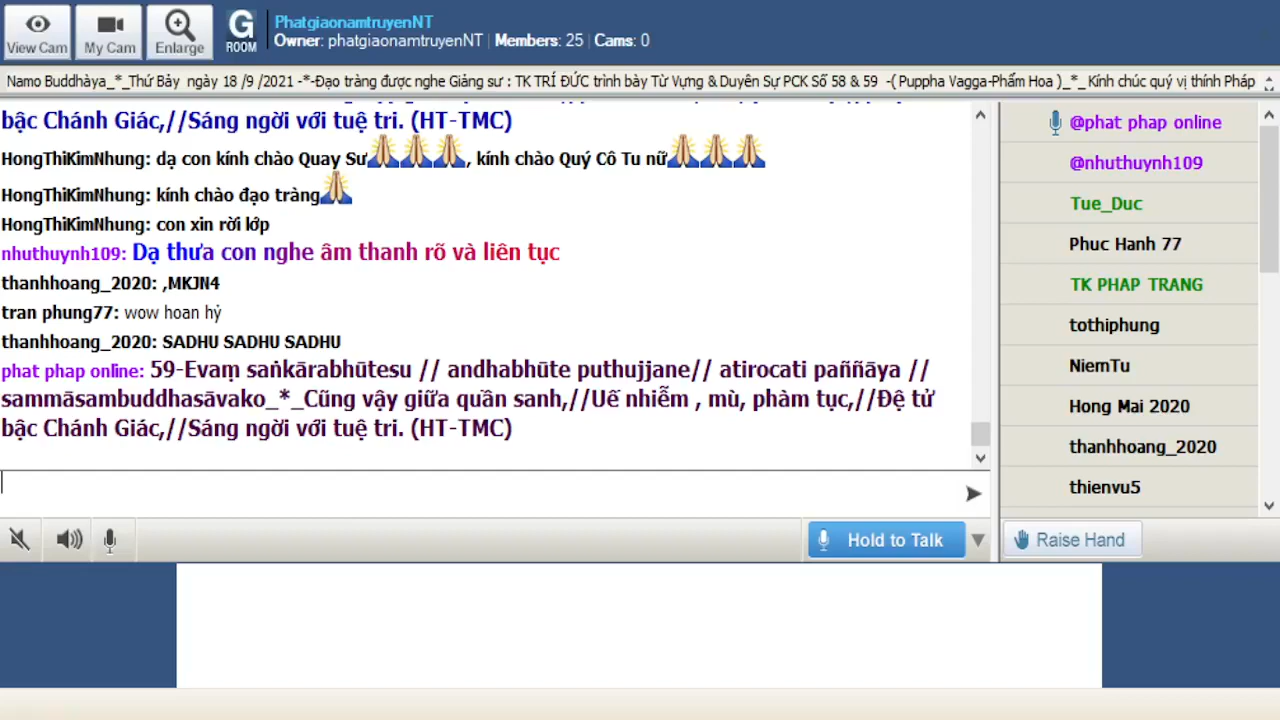 View Cam
My Cam
Enlarge
G
ROOM
PhatgiaonamtruyenNT
Owner: phatgiaonamtruyenNT | Members: 25 | Cams: 0
Namo Buddhàya_*_Thứ Bảy ngày 18 /9 /2021 -*-Đạo tràng được nghe Giảng sư : TK TRÍ ĐỨC trình bày Từ Vựng & Duyên Sự PCK Số 58 & 59 -( Puppha Vagga-Phẩm Hoa )_*_ Kính chúc quý vị thính Pháp
bậc Chánh Giác,//Sáng ngời với tuệ tri. (HT-TMC)
HongThiKimNhung: dạ con kính chào Quay Sư🙏🙏🙏, kính chào Quý Cô Tu nữ🙏🙏🙏
HongThiKimNhung: kính chào đạo tràng🙏
HongThiKimNhung: con xin rời lớp
nhuthuynh109: Dạ thưa con nghe âm thanh rõ và liên tục
thanhhoang_2020: ,MKJN4
tran phung77: wow hoan hỷ
thanhhoang_2020: SADHU SADHU SADHU
phat phap online: 59-Evaṃ saṅkārabhūtesu // andhabhūte puthujjane// atirocati paññāya //
sammāsambuddhasāvako_*_Cũng vậy giữa quần sanh,//Uế nhiễm , mù, phàm tục,//Đệ tử
bậc Chánh Giác,//Sáng ngời với tuệ tri. (HT-TMC)
@phat phap online
@nhuthuynh109
Tue_Duc
Phuc Hanh 77
TK PHAP TRANG
tothiphung
NiemTu
Hong Mai 2020
thanhhoang_2020
thienvu5
Hold to Talk
Raise Hand